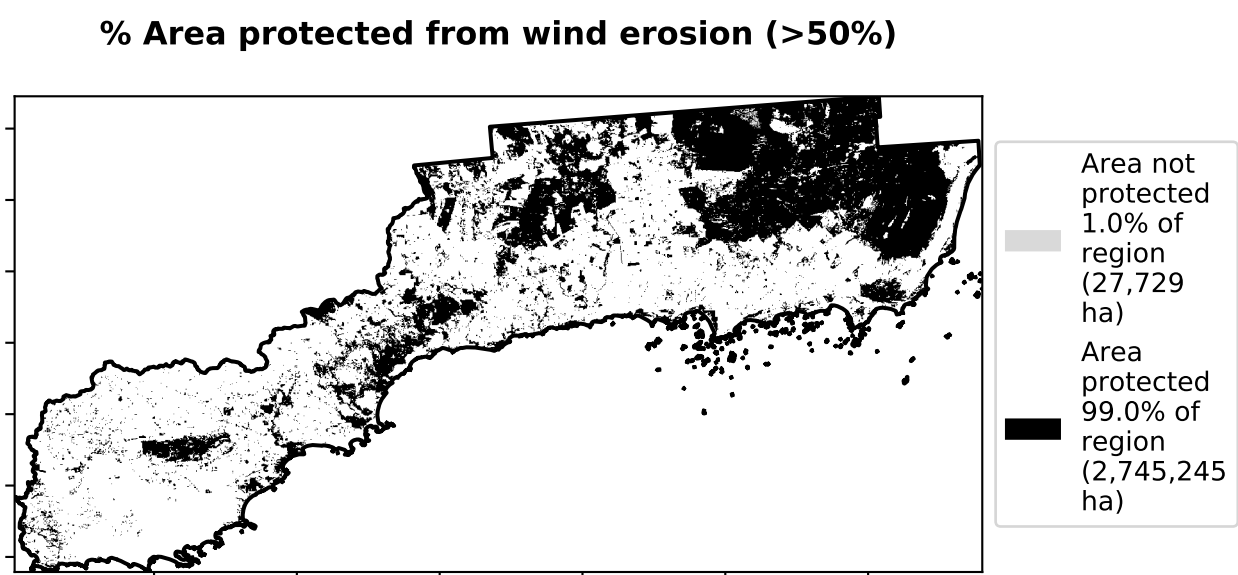 % Area protected from wind erosion (>50%)
Area not
protected
1.0% of
region
(27,729
ha)
Area
protected
99.0% of
region
(2,745,245
ha)